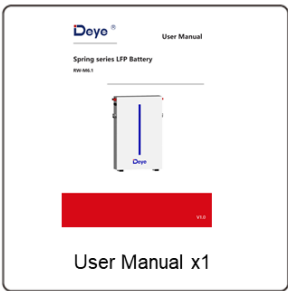 Deye ®
User Manual
Spring series LFP Battery
RW-M6.1
Deye
V1.0
User Manual x1